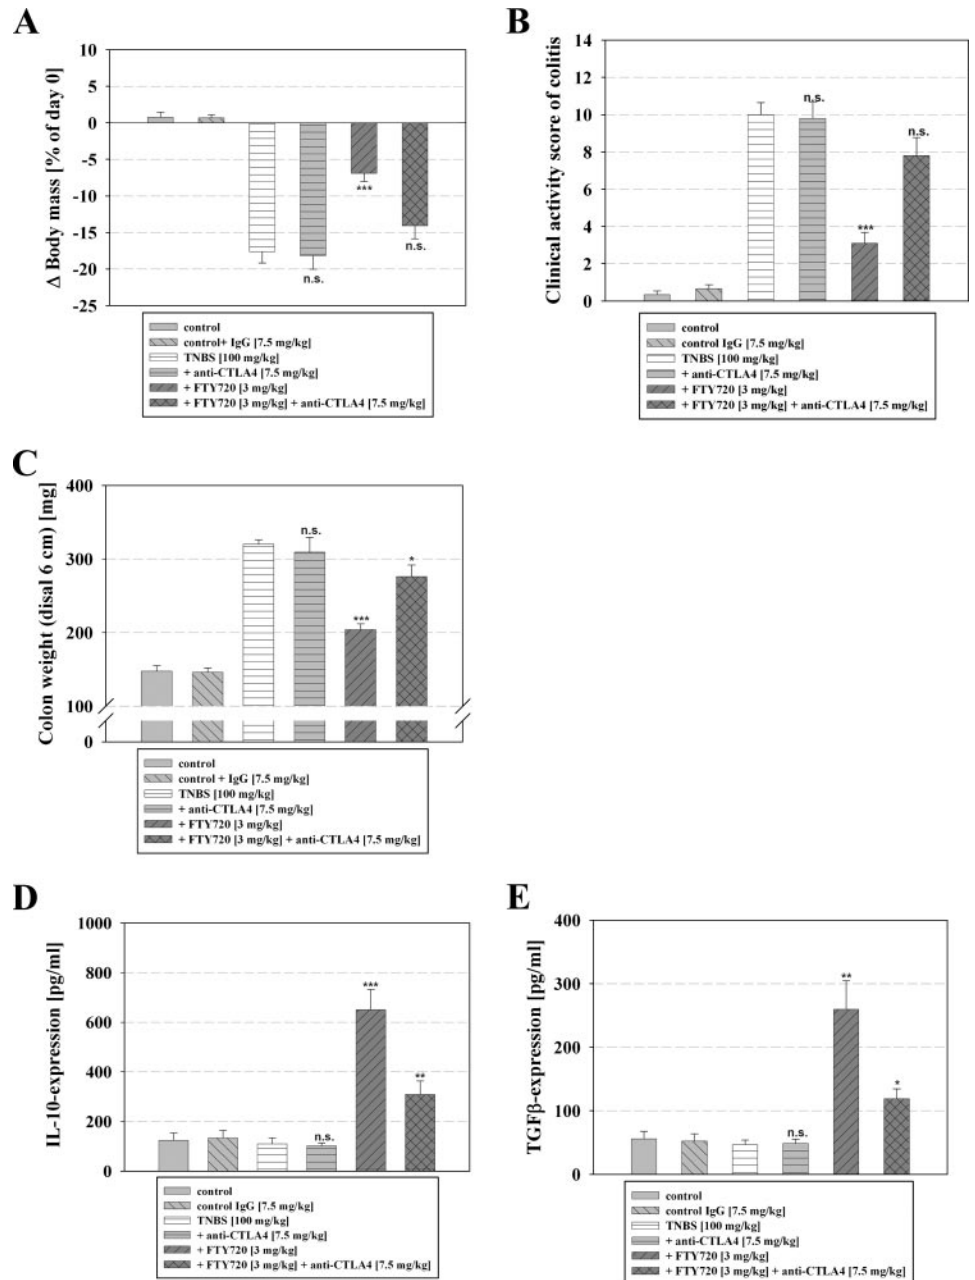 A
Δ Body mass [% of day 0]
10
5
0
-5
-10
-15
-20
-25
n.s.
***
n.s.
control
control+ IgG [7.5 mg/kg]
TNBS [100 mg/kg]
+ anti-CTLA4 [7.5 mg/kg]
+ FTY720 [3 mg/kg]
+ FTY720 [3 mg/kg] + anti-CTLA4 [7.5 mg/kg]
B
Clinical activity score of colitis
14
12
10
8
6
4
2
0
n.s.
***
n.s.
control
control IgG [7.5 mg/kg]
TNBS [100 mg/kg]
+ anti-CTLA4 [7.5 mg/kg]
+ FTY720 [3 mg/kg]
+ FTY720 [3 mg/kg] + anti-CTLA4 [7.5 mg/kg]
C
Colon weight (disal 6 cm) [mg]
400
300
200
100
0
n.s.
***
*
control
control + IgG [7.5 mg/kg]
TNBS [100 mg/kg]
+ anti-CTLA4 [7.5 mg/kg]
+ FTY720 [3 mg/kg]
+ FTY720 [3 mg/kg] + anti-CTLA4 [7.5 mg/kg]
D
IL-10-expression [pg/ml]
1000
800
600
400
200
0
n.s.
***
**
control
control IgG [7.5 mg/kg]
TNBS [100 mg/kg]
+ anti-CTLA4 [7.5 mg/kg]
+ FTY720 [3 mg/kg]
+ FTY720 [3 mg/kg] + anti-CTLA4 [7.5 mg/kg]
E
TGFβ-expression [pg/ml]
400
300
200
100
0
n.s.
**
*
control
control IgG [7.5 mg/kg]
TNBS [100 mg/kg]
+ anti-CTLA4 [7.5 mg/kg]
+ FTY720 [3 mg/kg]
+ FTY720 [3 mg/kg] + anti-CTLA4 [7.5 mg/kg]